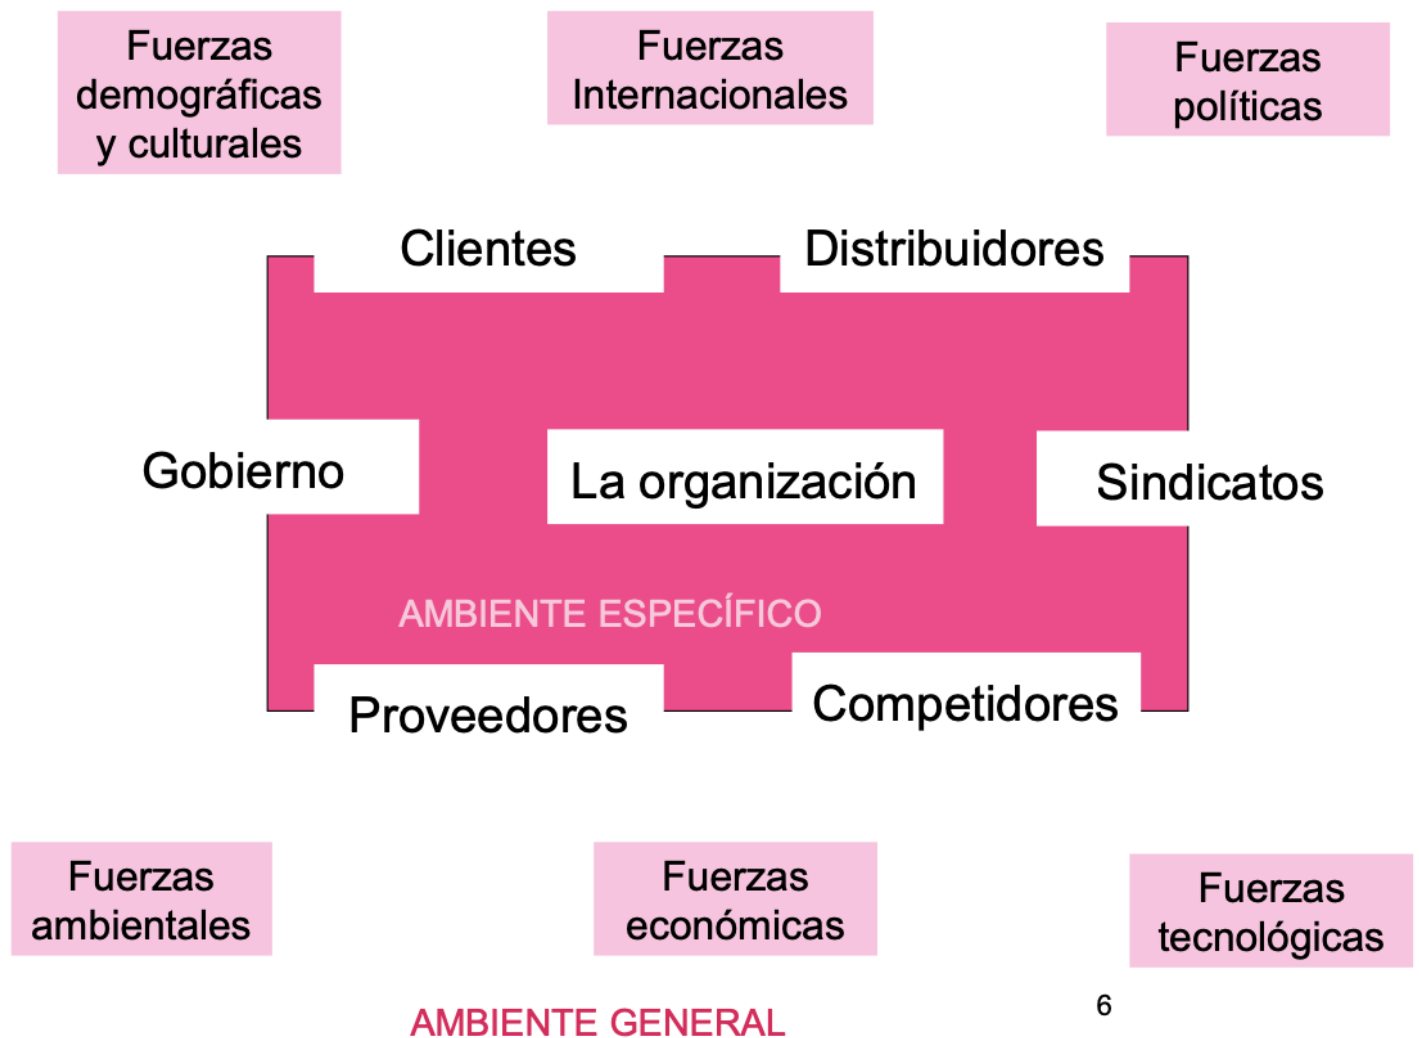 Fuerzas
demográficas
y culturales
Fuerzas
Internacionales
Fuerzas
políticas
Clientes
Distribuidores
Gobierno
La organización
Sindicatos
AMBIENTE ESPECÍFICO
Proveedores
Competidores
Fuerzas
ambientales
Fuerzas
económicas
Fuerzas
tecnológicas
AMBIENTE GENERAL
6